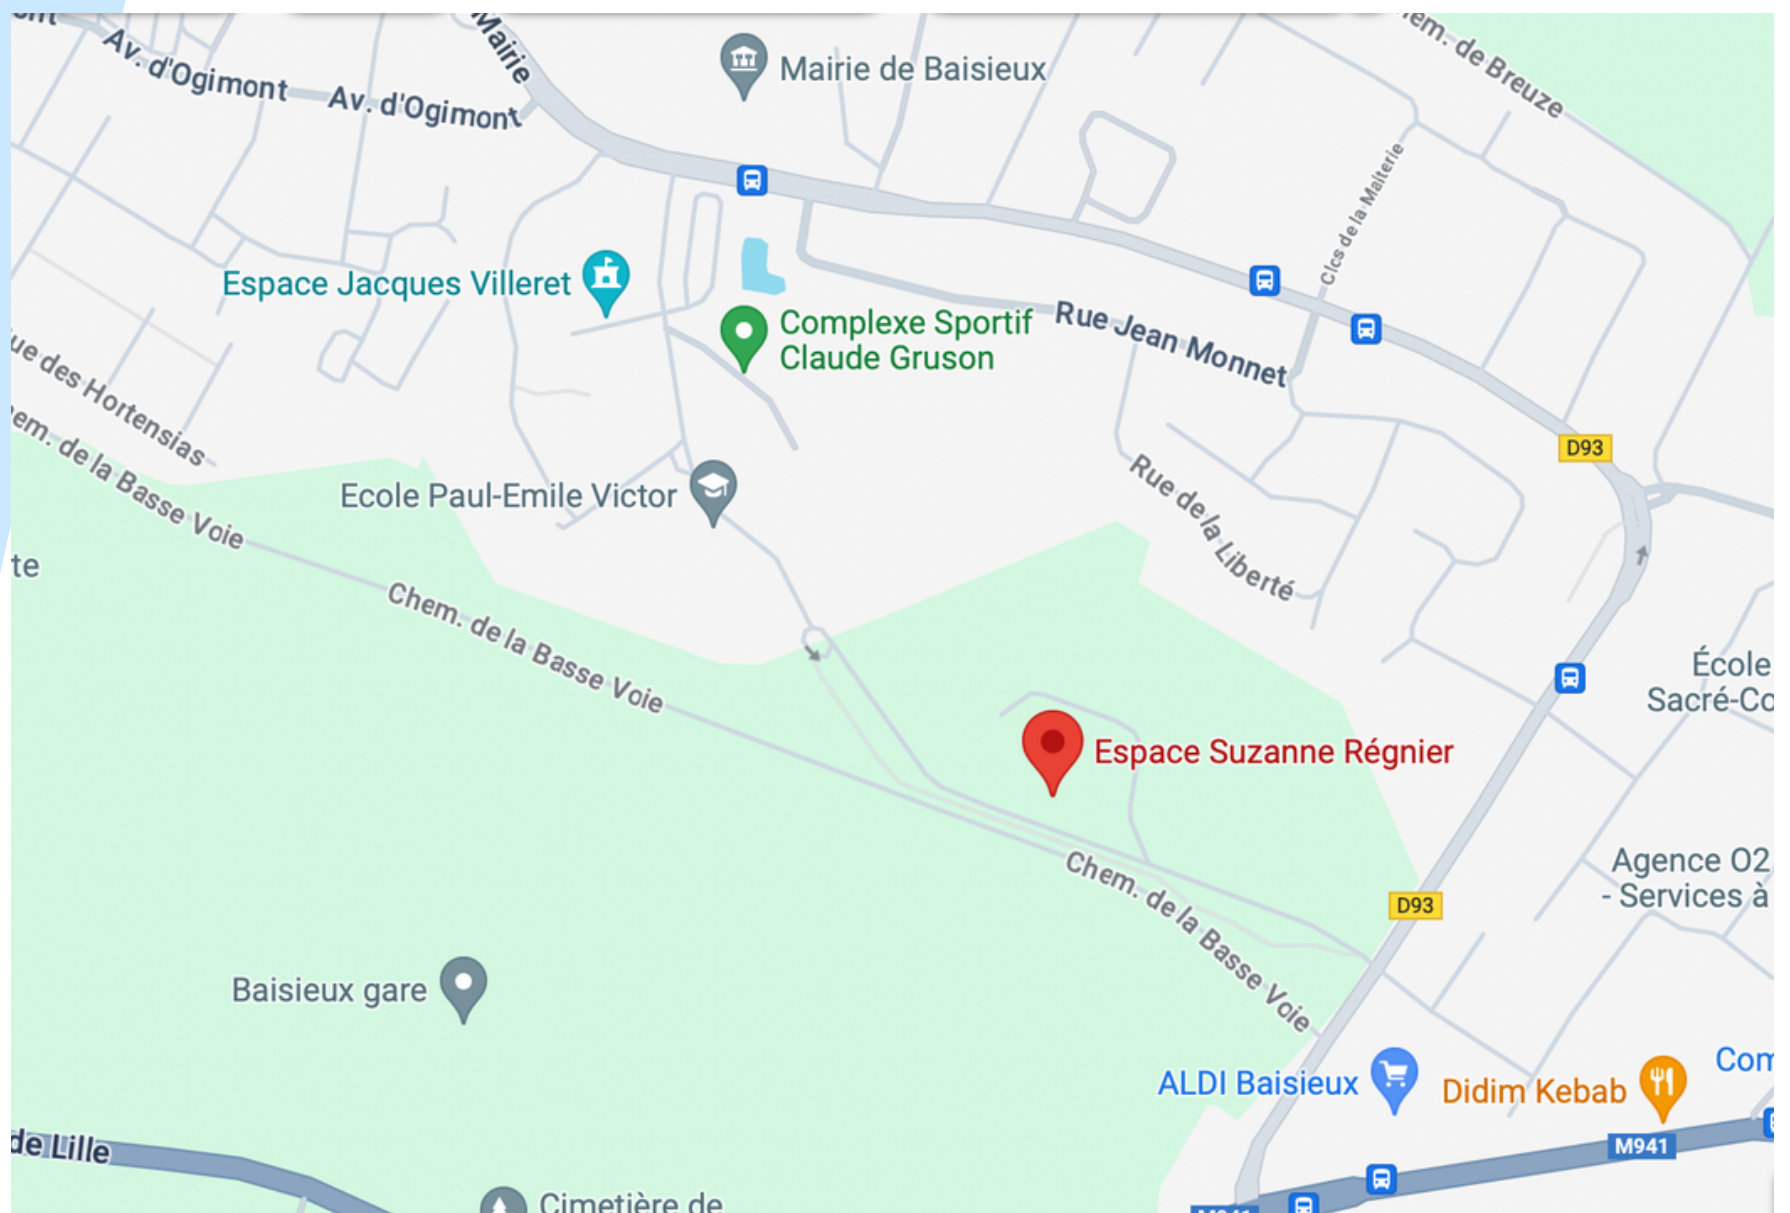 ont
Av. d'Ogimont
Av. d'Ogimont
Mairie
Mairie de Baisieux
hem. de Breuze
Clos de la Malterie
Espace Jacques Villeret
Complexe Sportif
Claude Gruson
Rue Jean Monnet
ue des Hortensias
em. de la Basse Voie
D93
Ecole Paul-Emile Victor
Rue de la Liberté
te
Chem. de la Basse Voie
École
Sacré-Co
Espace Suzanne Régnier
Chem. de la Basse Voie
Agence O2
- Services à
D93
Baisieux gare
ALDI Baisieux
Didim Kebab
Com
de Lille
M941
Cimetière de
M941